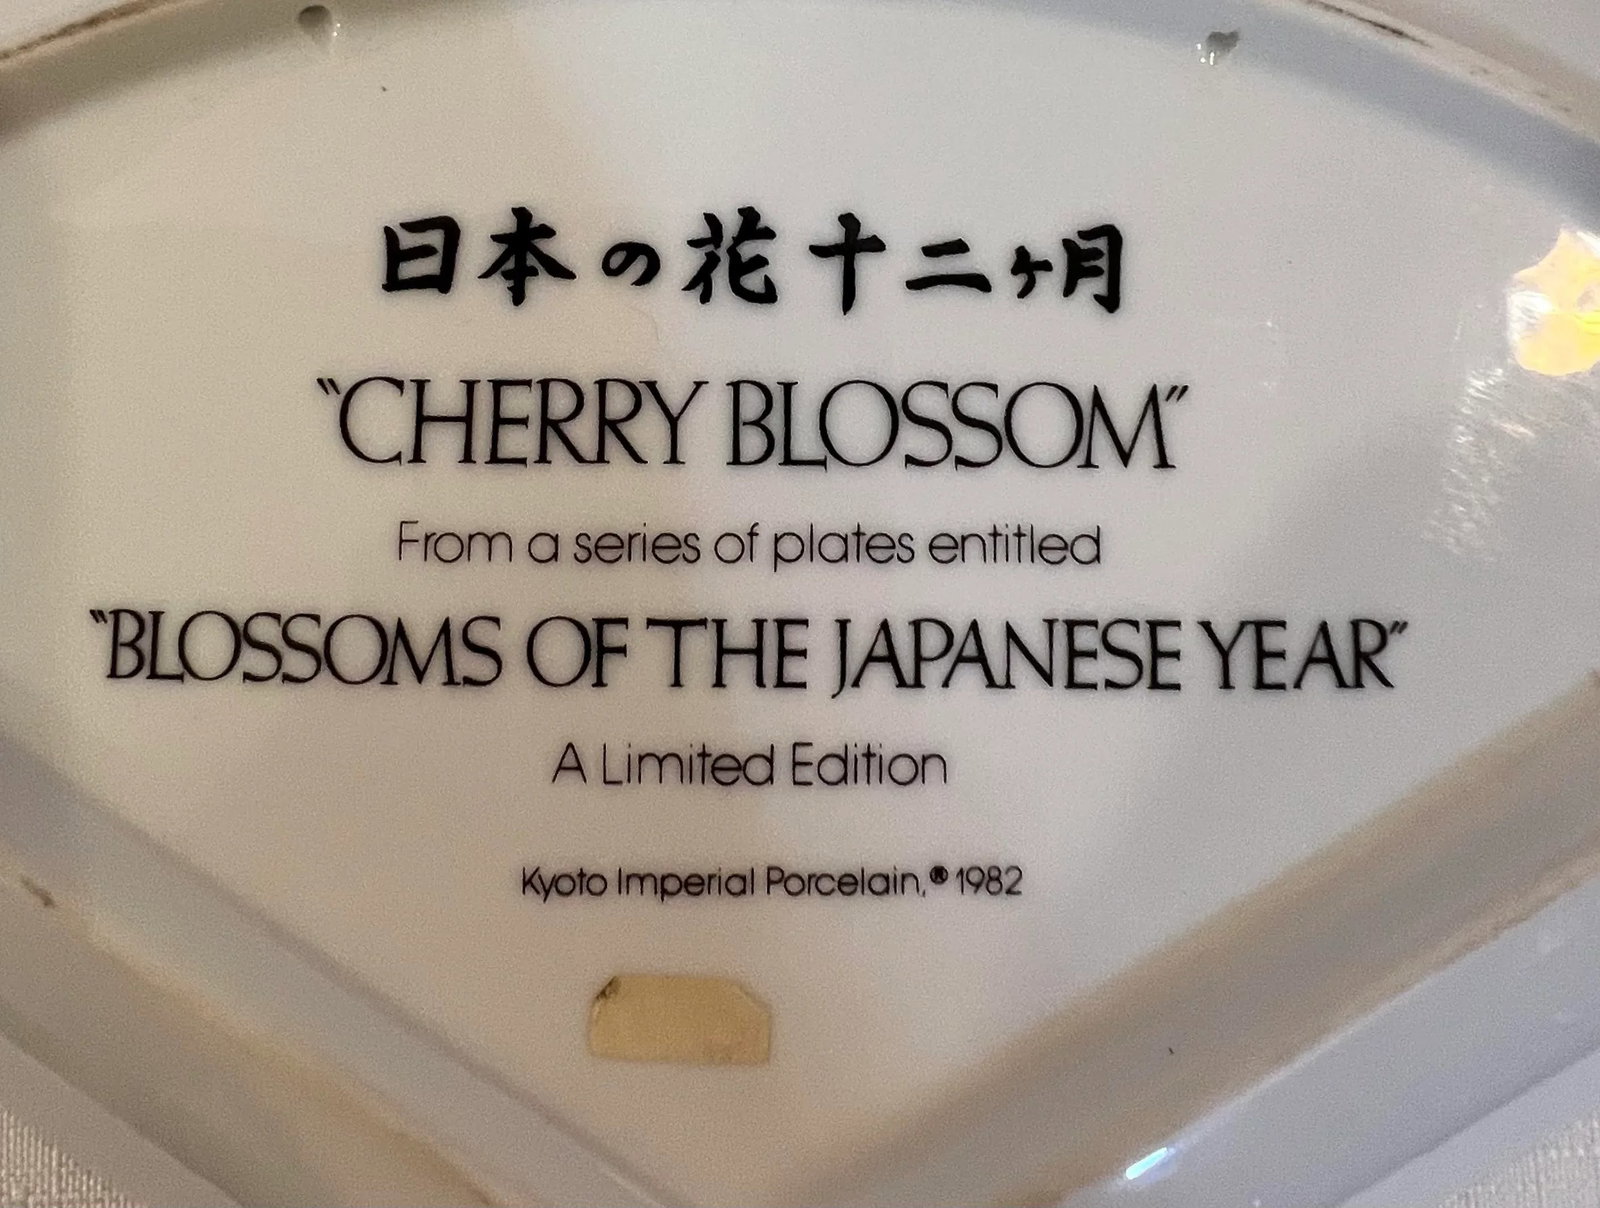 日本の花十二ヶ月
"CHERRY BLOSSOM"
From a series of plates entitled
"BLOSSOMS OF THE JAPANESE YEAR"
A Limited Edition
Kyoto Imperial Porcelain,® 1982